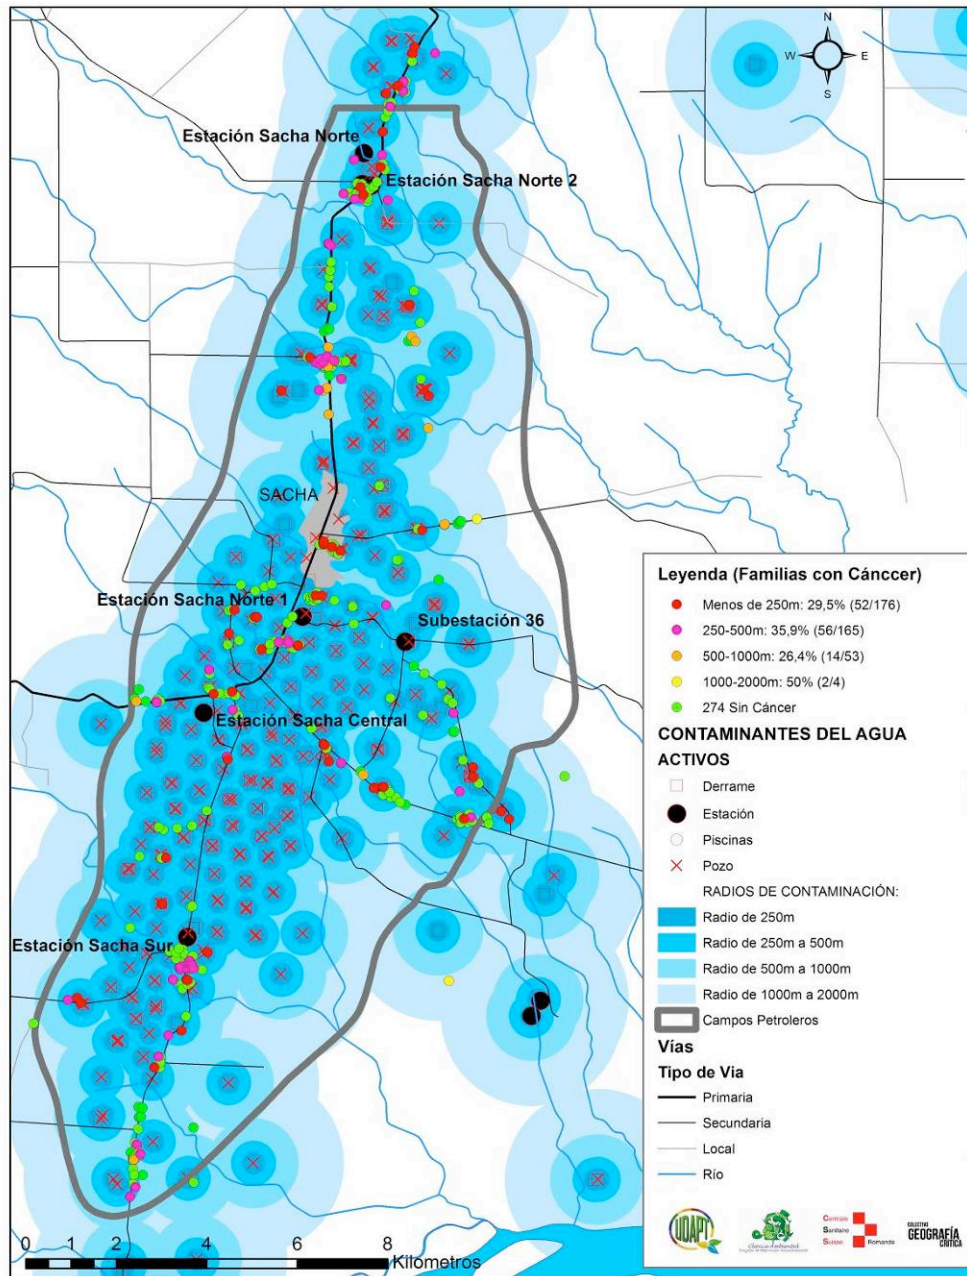 N
W E
S
Estación Sacha Norte
Estación Sacha Norte 2
SACHA
Estación Sacha Norte 1
Subestación 36
Estación Sacha Central
Estación Sacha Sur
Leyenda (Familias con Cánccer)
Menos de 250m: 29,5% (52/176)
250-500m: 35,9% (56/165)
500-1000m: 26,4% (14/53)
1000-2000m: 50% (2/4)
274 Sin Cáncer
CONTAMINANTES DEL AGUA
ACTIVOS
Derrame
Estación
Piscinas
Pozo
RADIOS DE CONTAMINACIÓN:
Radio de 250m
Radio de 250m a 500m
Radio de 500m a 1000m
Radio de 1000m a 2000m
Campos Petroleros
Vías
Tipo de Via
Primaria
Secundaria
Local
Río
UDAPT
Clínica Ambiental
Centrale
Sanitaire
Suisse Romande
COLECTIVO
GEOGRAFÍA
CRÍTICA
0 2 4 6 8
Kilometros